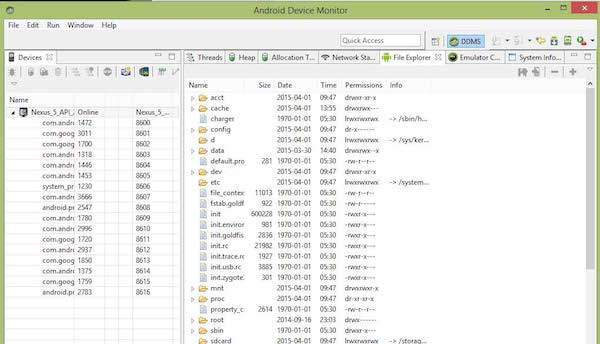 Android Device Monitor
File Edit Run Window Help
Quick Access
DDMS
Devices
Name
Nexus_5_API_ Online Nexus_5_...
com.andr 1472 8600
com.goog 3011 8601
com.goog 1700 8602
com.andr 1318 8603
com.andr 1446 8604
com.andr 1453 8605
system_pr 1230 8606
com.andr 3666 8607
android.pr 2547 8608
com.andr 1780 8609
com.andr 2996 8610
com.goog 1720 8611
com.andr 2937 8612
com.goog 1850 8613
com.andr 1375 8614
com.goog 1759 8615
android.pr 2783 8616
Threads Heap Allocation T... Network Sta... File Explorer Emulator C... System Info...
Name Size Date Time Permissions Info
acct 2015-04-01 09:47 drwxr-xr-x
cache 2015-04-01 13:55 drwxrwx---
charger 1970-01-01 05:30 lrwxrwxrwx -> /sbin/h...
config 2015-04-01 09:47 dr-x------
d 2015-04-01 09:47 lrwxrwxrwx -> /sys/ker...
data 2015-03-30 14:40 drwxrwx--x
default.pro 281 1970-01-01 05:30 -rw-r--r--
dev 2015-04-01 09:47 drwxr-xr-x
etc 2015-04-01 09:47 lrwxrwxrwx -> /system...
file_contex 11013 1970-01-01 05:30 -rw-r--r--
fstab.goldf 922 1970-01-01 05:30 -rw-r-----
init 600228 1970-01-01 05:30 -rwxr-x---
init.environ 981 1970-01-01 05:30 -rwxr-x---
init.goldfis 2836 1970-01-01 05:30 -rwxr-x---
init.rc 21982 1970-01-01 05:30 -rwxr-x---
init.trace.rc 1927 1970-01-01 05:30 -rwxr-x---
init.usb.rc 3885 1970-01-01 05:30 -rwxr-x---
init.zygote 301 1970-01-01 05:30 -rwxr-x---
mnt 2015-04-01 09:47 drwxrwxr-x
proc 2015-04-01 09:47 dr-xr-xr-x
property_c 2614 1970-01-01 05:30 -rw-r--r--
root 2014-09-16 23:03 drwx------
sbin 1970-01-01 05:30 drwxr-x---
sdcard 2015-04-01 09:47 lrwxrwxrwx -> /storag...